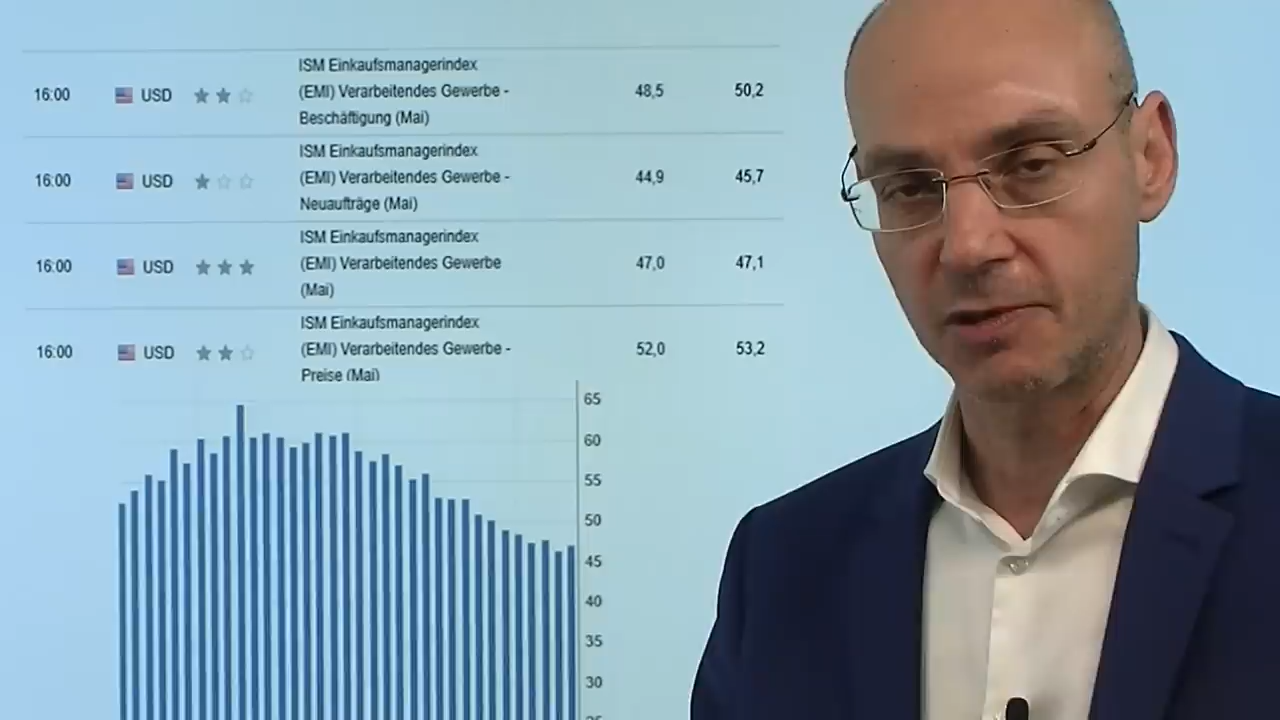 ISM Einkaufsmanagerindex
16:00 USD (EMI) Verarbeitendes Gewerbe - 48,5 50,2
Beschäftigung (Mai)
ISM Einkaufsmanagerindex
16:00 USD (EMI) Verarbeitendes Gewerbe - 44,9 45,7
Neuaufträge (Mai)
ISM Einkaufsmanagerindex
16:00 USD (EMI) Verarbeitendes Gewerbe 47,0 47,1
(Mai)
ISM Einkaufsmanagerindex
16:00 USD (EMI) Verarbeitendes Gewerbe - 52,0 53,2
Preise (Mai)
65
60
55
50
45
40
35
30